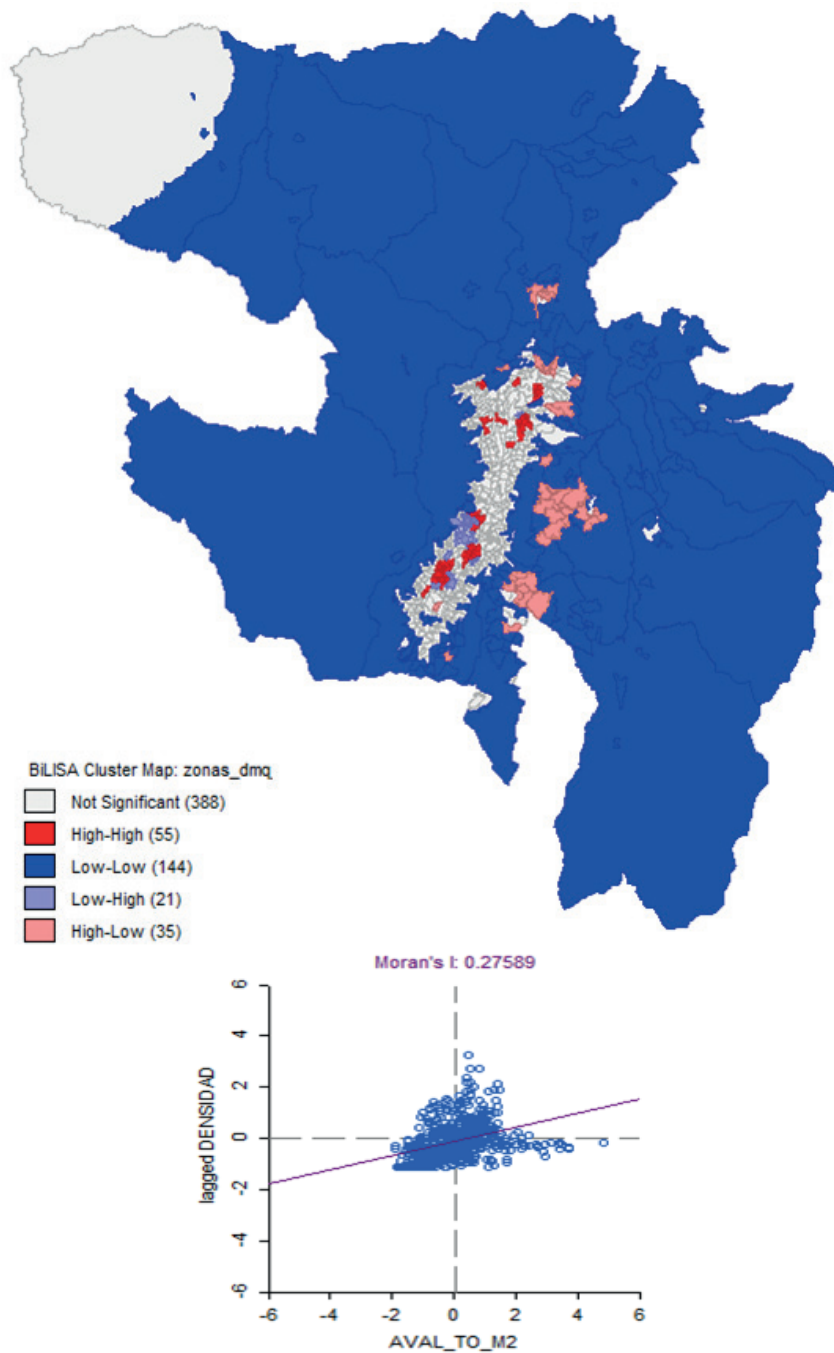 BiLISA Cluster Map: zonas_dmq
Not Significant (388)
High-High (55)
Low-Low (144)
Low-High (21)
High-Low (35)
Moran's I: 0.27589
6
4
2
0
-2
-4
-6
lagged DENSIDAD
-6 -4 -2 0 2 4 6
AVAL_TO_M2